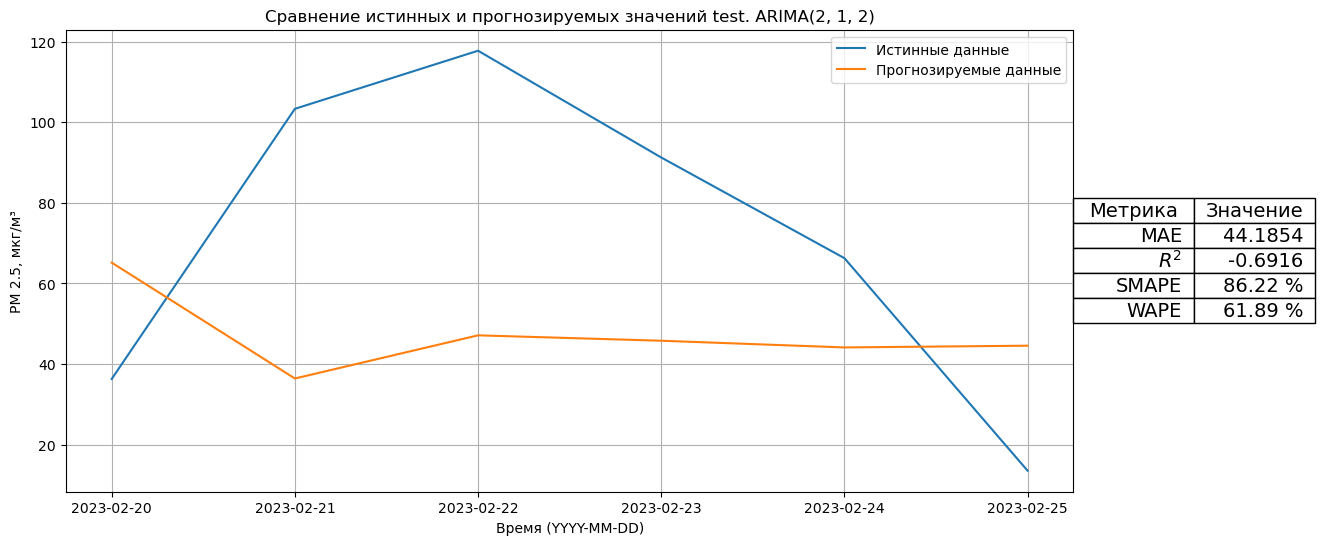 Сравнение истинных и прогнозируемых значений test. ARIMA(2, 1, 2)
Истинные данные
Прогнозируемые данные
120
100
80
60
40
20
PM 2.5, мкг/м³
2023-02-20 2023-02-21 2023-02-22 2023-02-23 2023-02-24 2023-02-25
Время (YYYY-MM-DD)
Метрика Значение
MAE 44.1854
R² -0.6916
SMAPE 86.22 %
WAPE 61.89 %